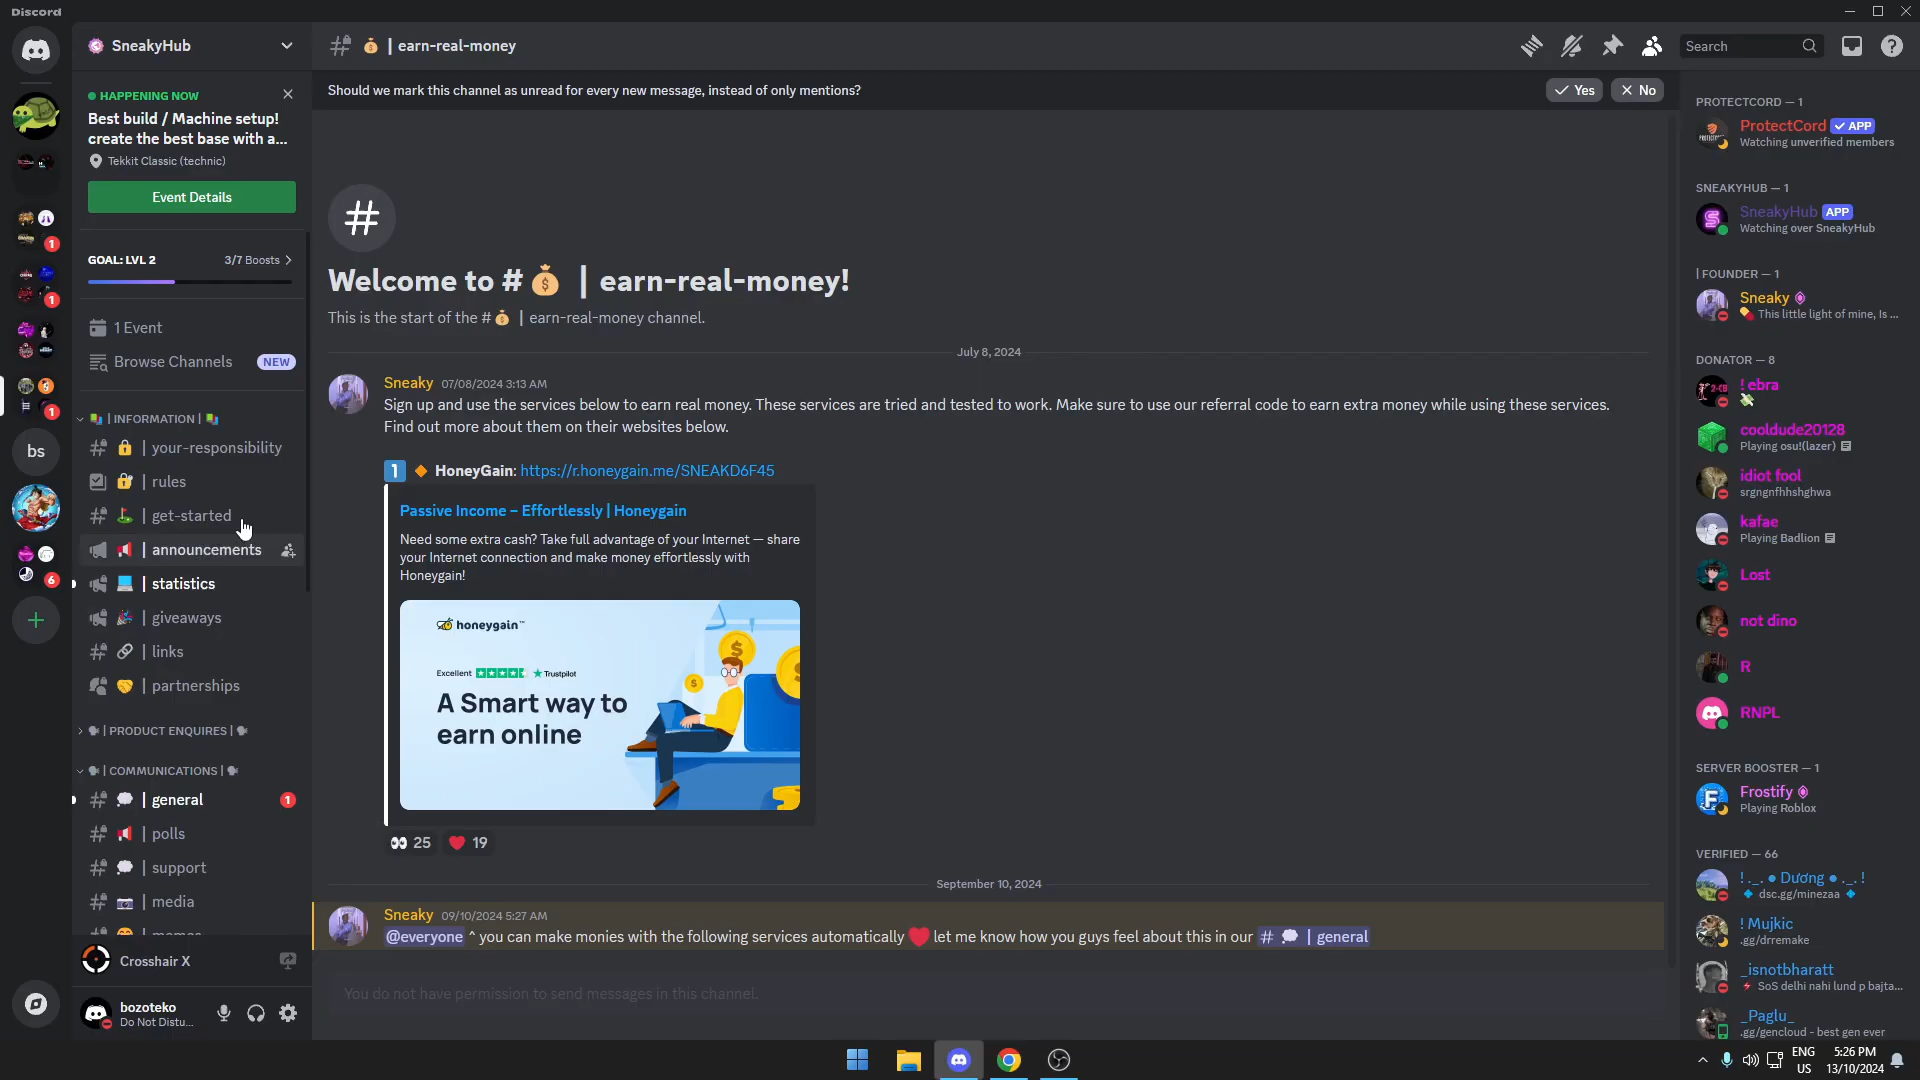 Discord
SneakyHub
HAPPENING NOW
Best build / Machine setup!
create the best base with a...
Tekkit Classic (technic)
Event Details
GOAL: LVL 2 3/7 Boosts
1 Event
Browse Channels NEW
| INFORMATION |
| your-responsibility
| rules
| get-started
| announcements
| statistics
| giveaways
| links
| partnerships
| PRODUCT ENQUIRES |
| COMMUNICATIONS |
| general 1
| polls
| support
| media
Crosshair X
bozoteko
Do Not Distu...
bs
1
1
1
6
| earn-real-money
Search
Should we mark this channel as unread for every new message, instead of only mentions?
Yes
No
#
Welcome to # | earn-real-money!
This is the start of the # | earn-real-money channel.
July 8, 2024
Sneaky 07/08/2024 3:13 AM
Sign up and use the services below to earn real money. These services are tried and tested to work. Make sure to use our referral code to earn extra money while using these services.
Find out more about them on their websites below.
1 HoneyGain: https://r.honeygain.me/SNEAKD6F45
Passive Income – Effortlessly | Honeygain
Need some extra cash? Take full advantage of your Internet — share
your Internet connection and make money effortlessly with
Honeygain!
honeygain™
Excellent Trustpilot
A Smart way to
earn online
25 19
September 10, 2024
Sneaky 09/10/2024 5:27 AM
@everyone ^ you can make monies with the following services automatically let me know how you guys feel about this in our # | general
You do not have permission to send messages in this channel.
PROTECTCORD — 1
ProtectCord APP
Watching unverified members
SNEAKYHUB — 1
SneakyHub APP
Watching over SneakyHub
| FOUNDER — 1
Sneaky
This little light of mine, Is ...
DONATOR — 8
! ebra
cooldude20128
Playing osu!(lazer)
idiot fool
srgngnfhhshghwa
kafae
Playing Badlion
Lost
not dino
R
RNPL
SERVER BOOSTER — 1
Frostify
Playing Roblox
VERIFIED — 66
! ._. ● Dương ● ._. !
dsc.gg/minezaa
! Mujkic
.gg/drremake
_isnotbharatt
SoS delhi nahi lund p bajta...
_Paglu_
.gg/gencloud - best gen ever
ENG
US
5:26 PM
13/10/2024